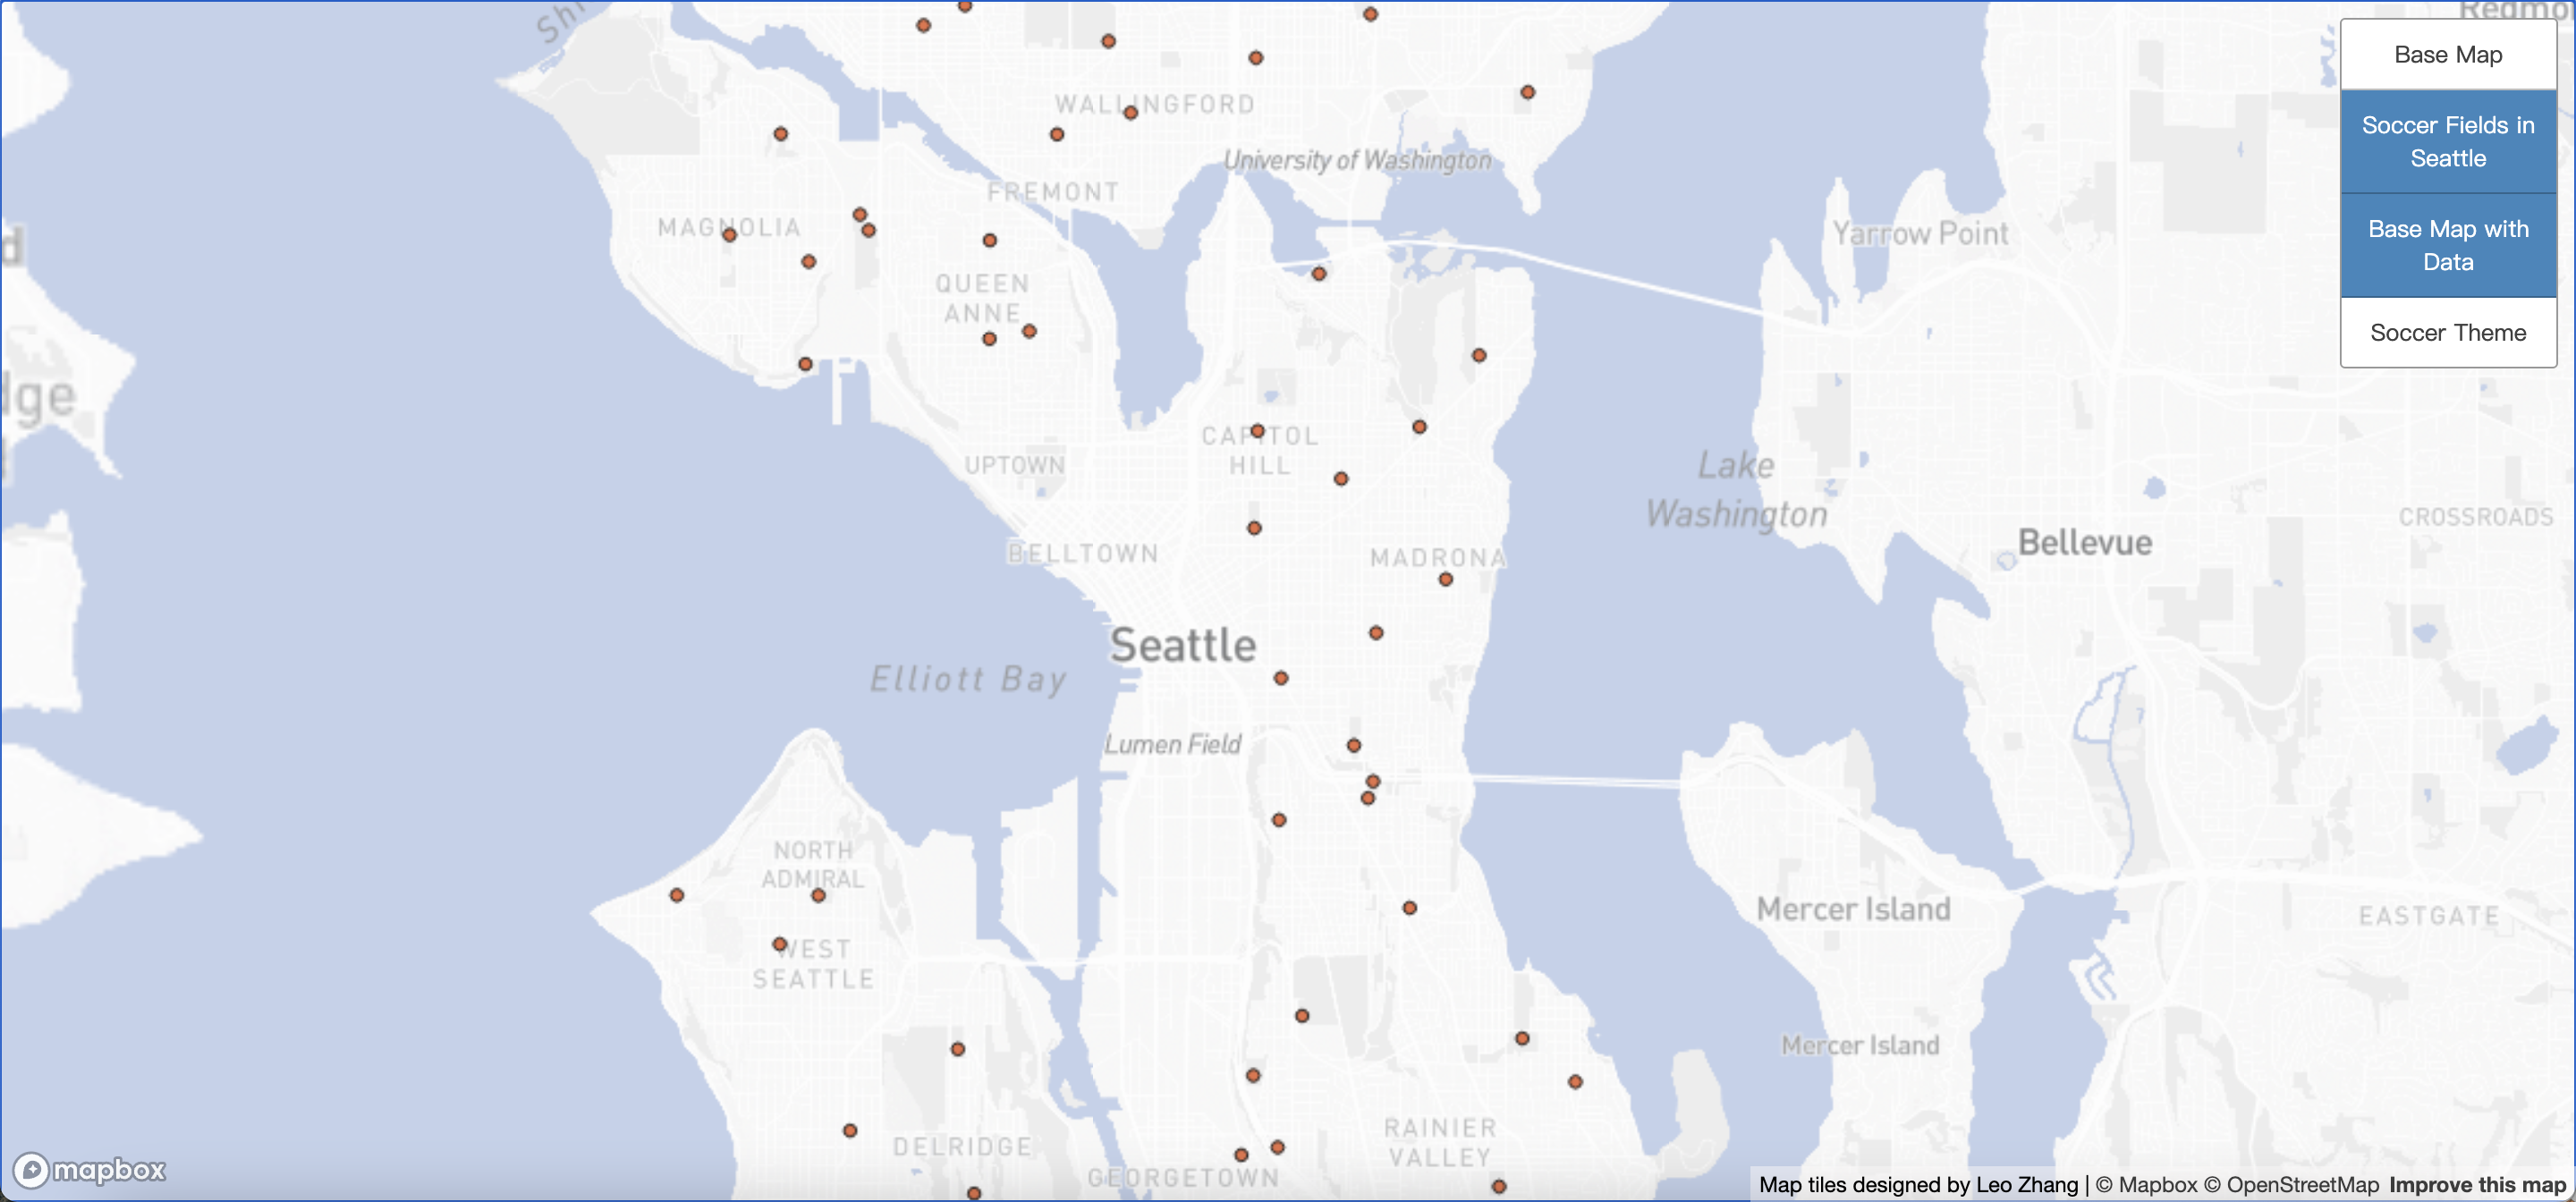 Base Map
Soccer Fields in
Seattle
Base Map with
Data
Soccer Theme
WALLINGFORD
University of Washington
FREMONT
MAGNOLIA
Yarrow Point
QUEEN
ANNE
CAPITOL
HILL
UPTOWN
Lake
Washington
CROSSROADS
BELLTOWN
MADRONA
Bellevue
Seattle
Elliott Bay
Lumen Field
NORTH
ADMIRAL
Mercer Island
EASTGATE
WEST
SEATTLE
Mercer Island
RAINIER
VALLEY
DELRIDGE
GEORGETOWN
mapbox
Map tiles designed by Leo Zhang | © Mapbox © OpenStreetMap Improve this map